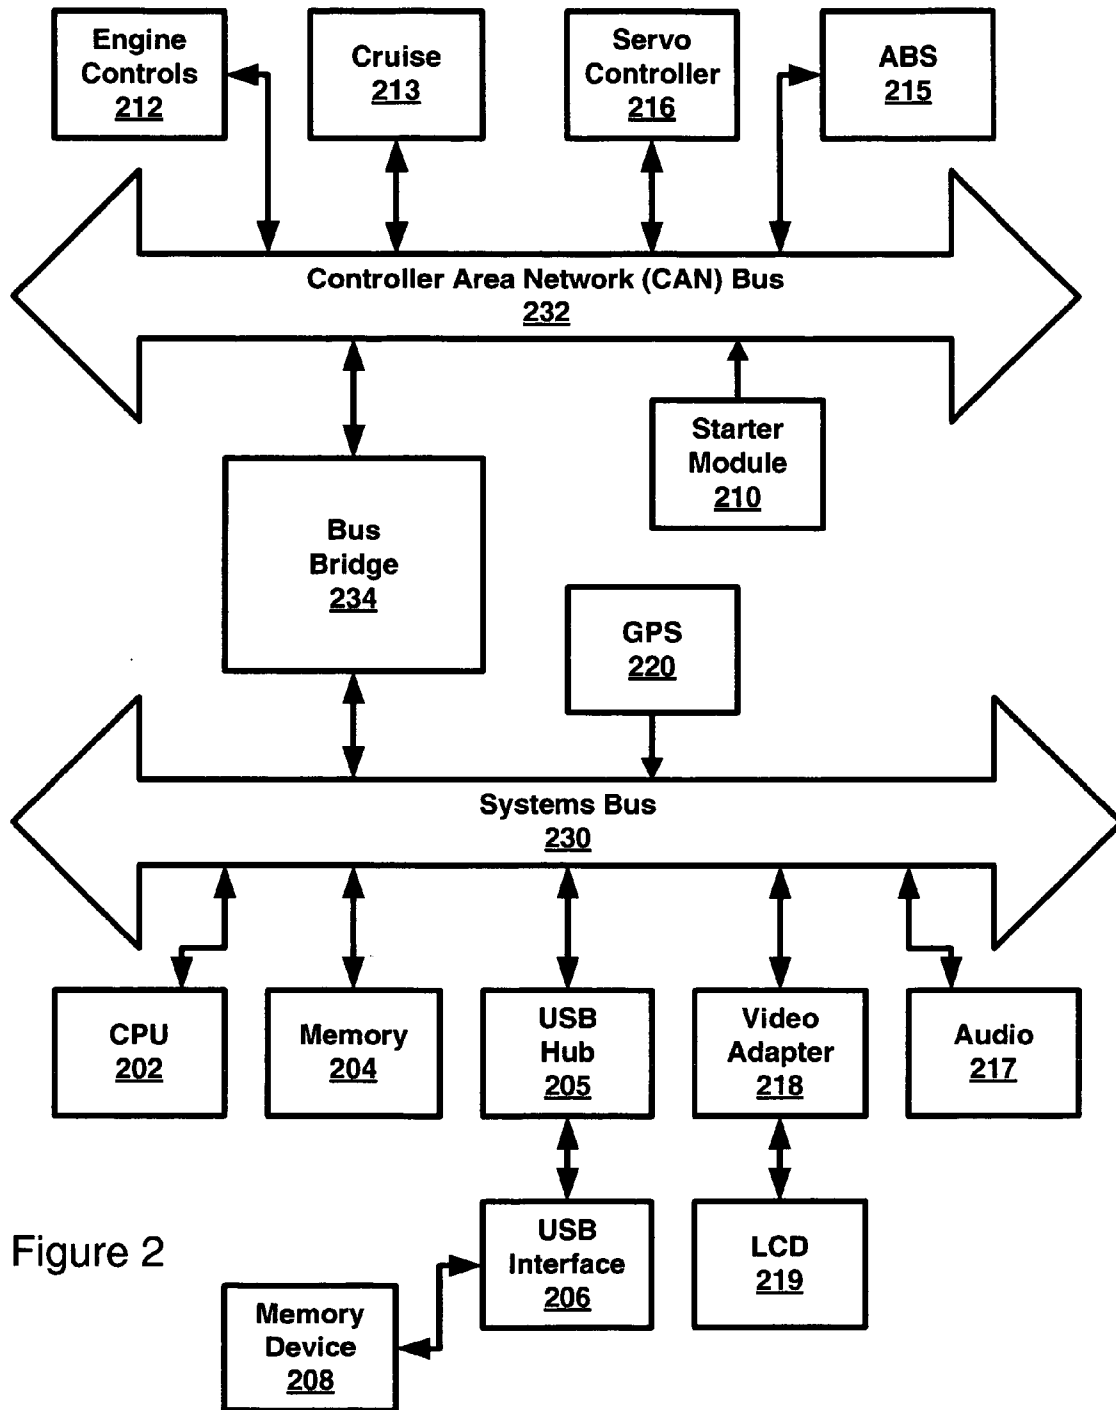 Engine
Controls
212
Cruise
213
Servo
Controller
216
ABS
215
Controller Area Network (CAN) Bus
232
Starter
Module
210
Bus
Bridge
234
GPS
220
Systems Bus
230
CPU
202
Memory
204
USB
Hub
205
Video
Adapter
218
Audio
217
USB
Interface
206
LCD
219
Figure 2
Memory
Device
208